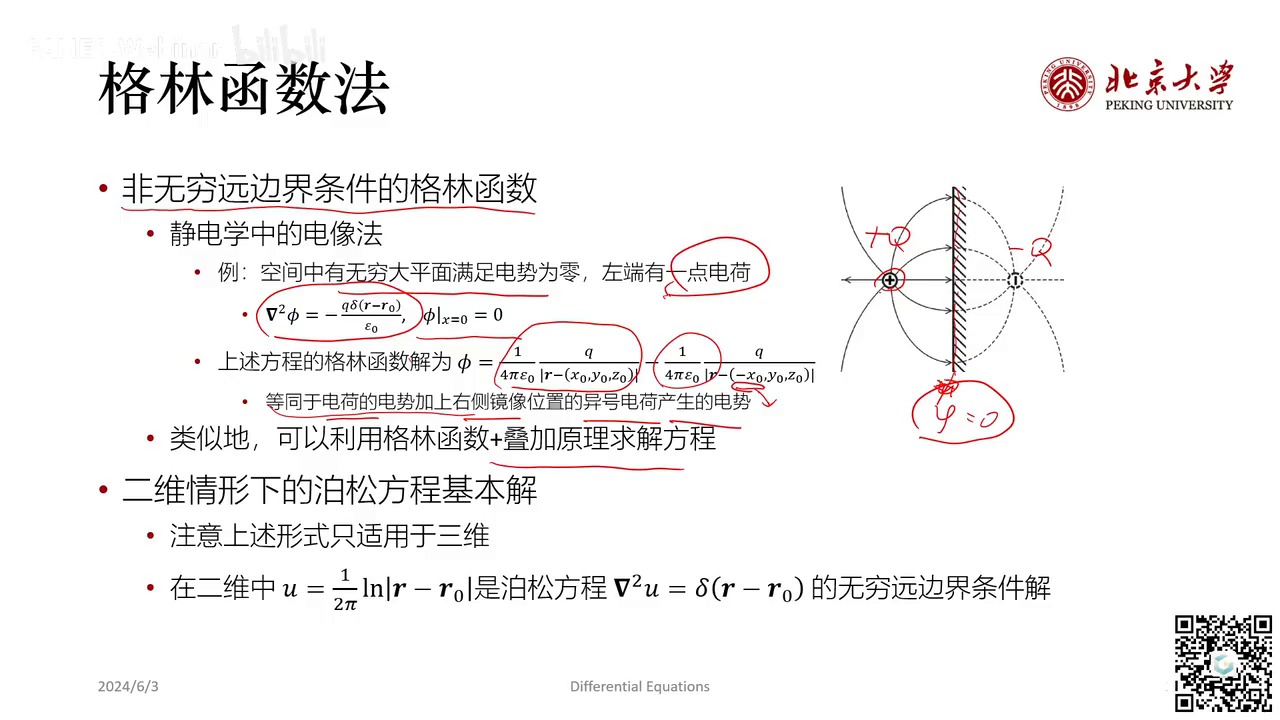 bilibili
格林函数法
北京大学
PEKING UNIVERSITY
• 非无穷远边界条件的格林函数
• 静电学中的电像法
• 例：空间中有无穷大平面满足电势为零，左端有一点电荷
• ∇²ϕ = −qδ(r−r₀)/ε₀, ϕ|ₓ₌₀ = 0
• 上述方程的格林函数解为 ϕ = 1/4πε₀ q/|r−(x₀,y₀,z₀)| − 1/4πε₀ q/|r−(−x₀,y₀,z₀)|
• 等同于电荷的电势加上右侧镜像位置的异号电荷产生的电势
+Q
−Q
φ=0
• 类似地，可以利用格林函数+叠加原理求解方程
• 二维情形下的泊松方程基本解
• 注意上述形式只适用于三维
• 在二维中 u = 1/2π ln|r − r₀|是泊松方程 ∇²u = δ(r − r₀) 的无穷远边界条件解
2024/6/3
Differential Equations